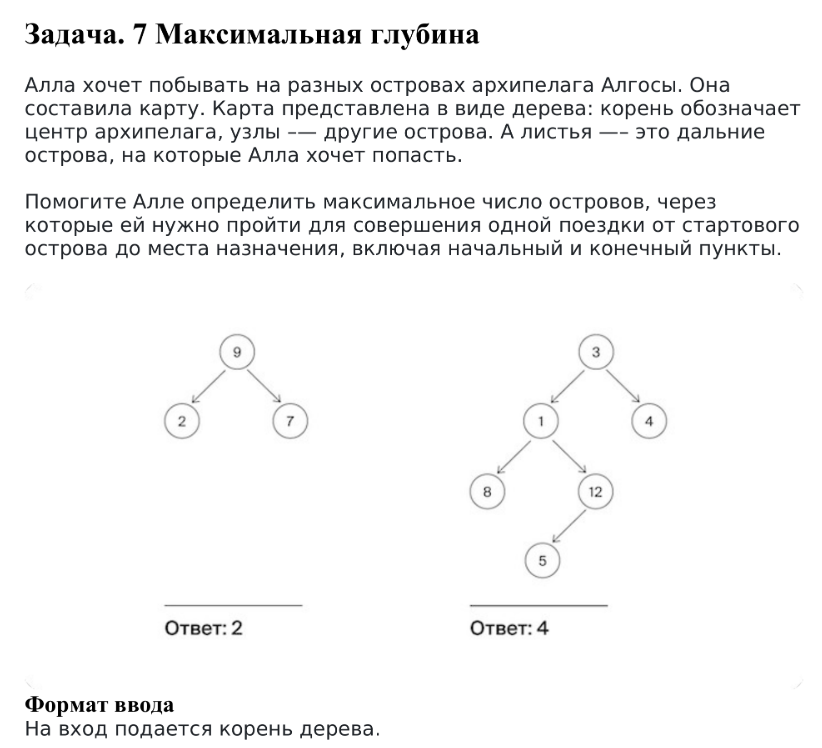 Задача. 7 Максимальная глубина
Алла хочет побывать на разных островах архипелага Алгосы. Она
составила карту. Карта представлена в виде дерева: корень обозначает
центр архипелага, узлы –— другие острова. А листья —– это дальние
острова, на которые Алла хочет попасть.
Помогите Алле определить максимальное число островов, через
которые ей нужно пройти для совершения одной поездки от стартового
острова до места назначения, включая начальный и конечный пункты.
9
2
7
3
1
4
8
12
5
Ответ: 2
Ответ: 4
Формат ввода
На вход подается корень дерева.